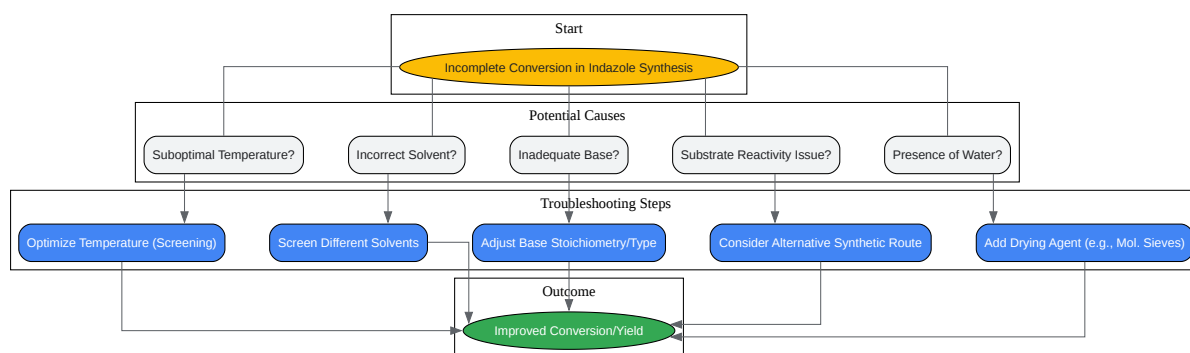 Start
Incomplete Conversion in Indazole Synthesis
Potential Causes
Suboptimal Temperature?
Incorrect Solvent?
Inadequate Base?
Substrate Reactivity Issue?
Presence of Water?
Troubleshooting Steps
Optimize Temperature (Screening)
Screen Different Solvents
Adjust Base Stoichiometry/Type
Consider Alternative Synthetic Route
Add Drying Agent (e.g., Mol. Sieves)
Outcome
Improved Conversion/Yield